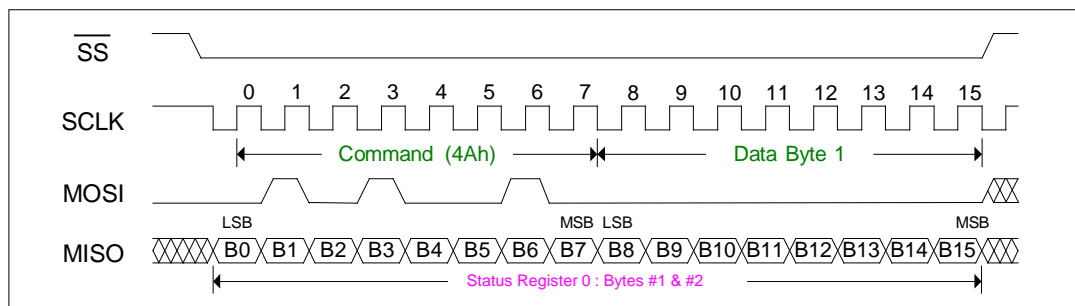 SS
0 1 2 3 4 5 6 7 8 9 10 11 12 13 14 15
SCLK
Command (4Ah) Data Byte 1
MOSI
LSB MSB LSB MSB
MISO B0 B1 B2 B3 B4 B5 B6 B7 B8 B9 B10 B11 B12 B13 B14 B15
Status Register 0 : Bytes #1 & #2